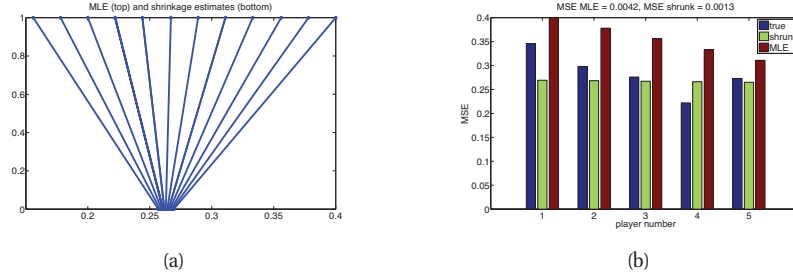 MLE (top) and shrinkage estimates (bottom)
1
0.8
0.6
0.4
0.2
0
0.2
0.25
0.3
0.35
0.4
(a)
MSE MLE = 0.0042, MSE shrunk = 0.0013
0.4
0.35
0.3
0.25
0.2
0.15
0.1
0.05
0
MSE
true
shrunk
MLE
1
2
3
4
5
player number
(b)